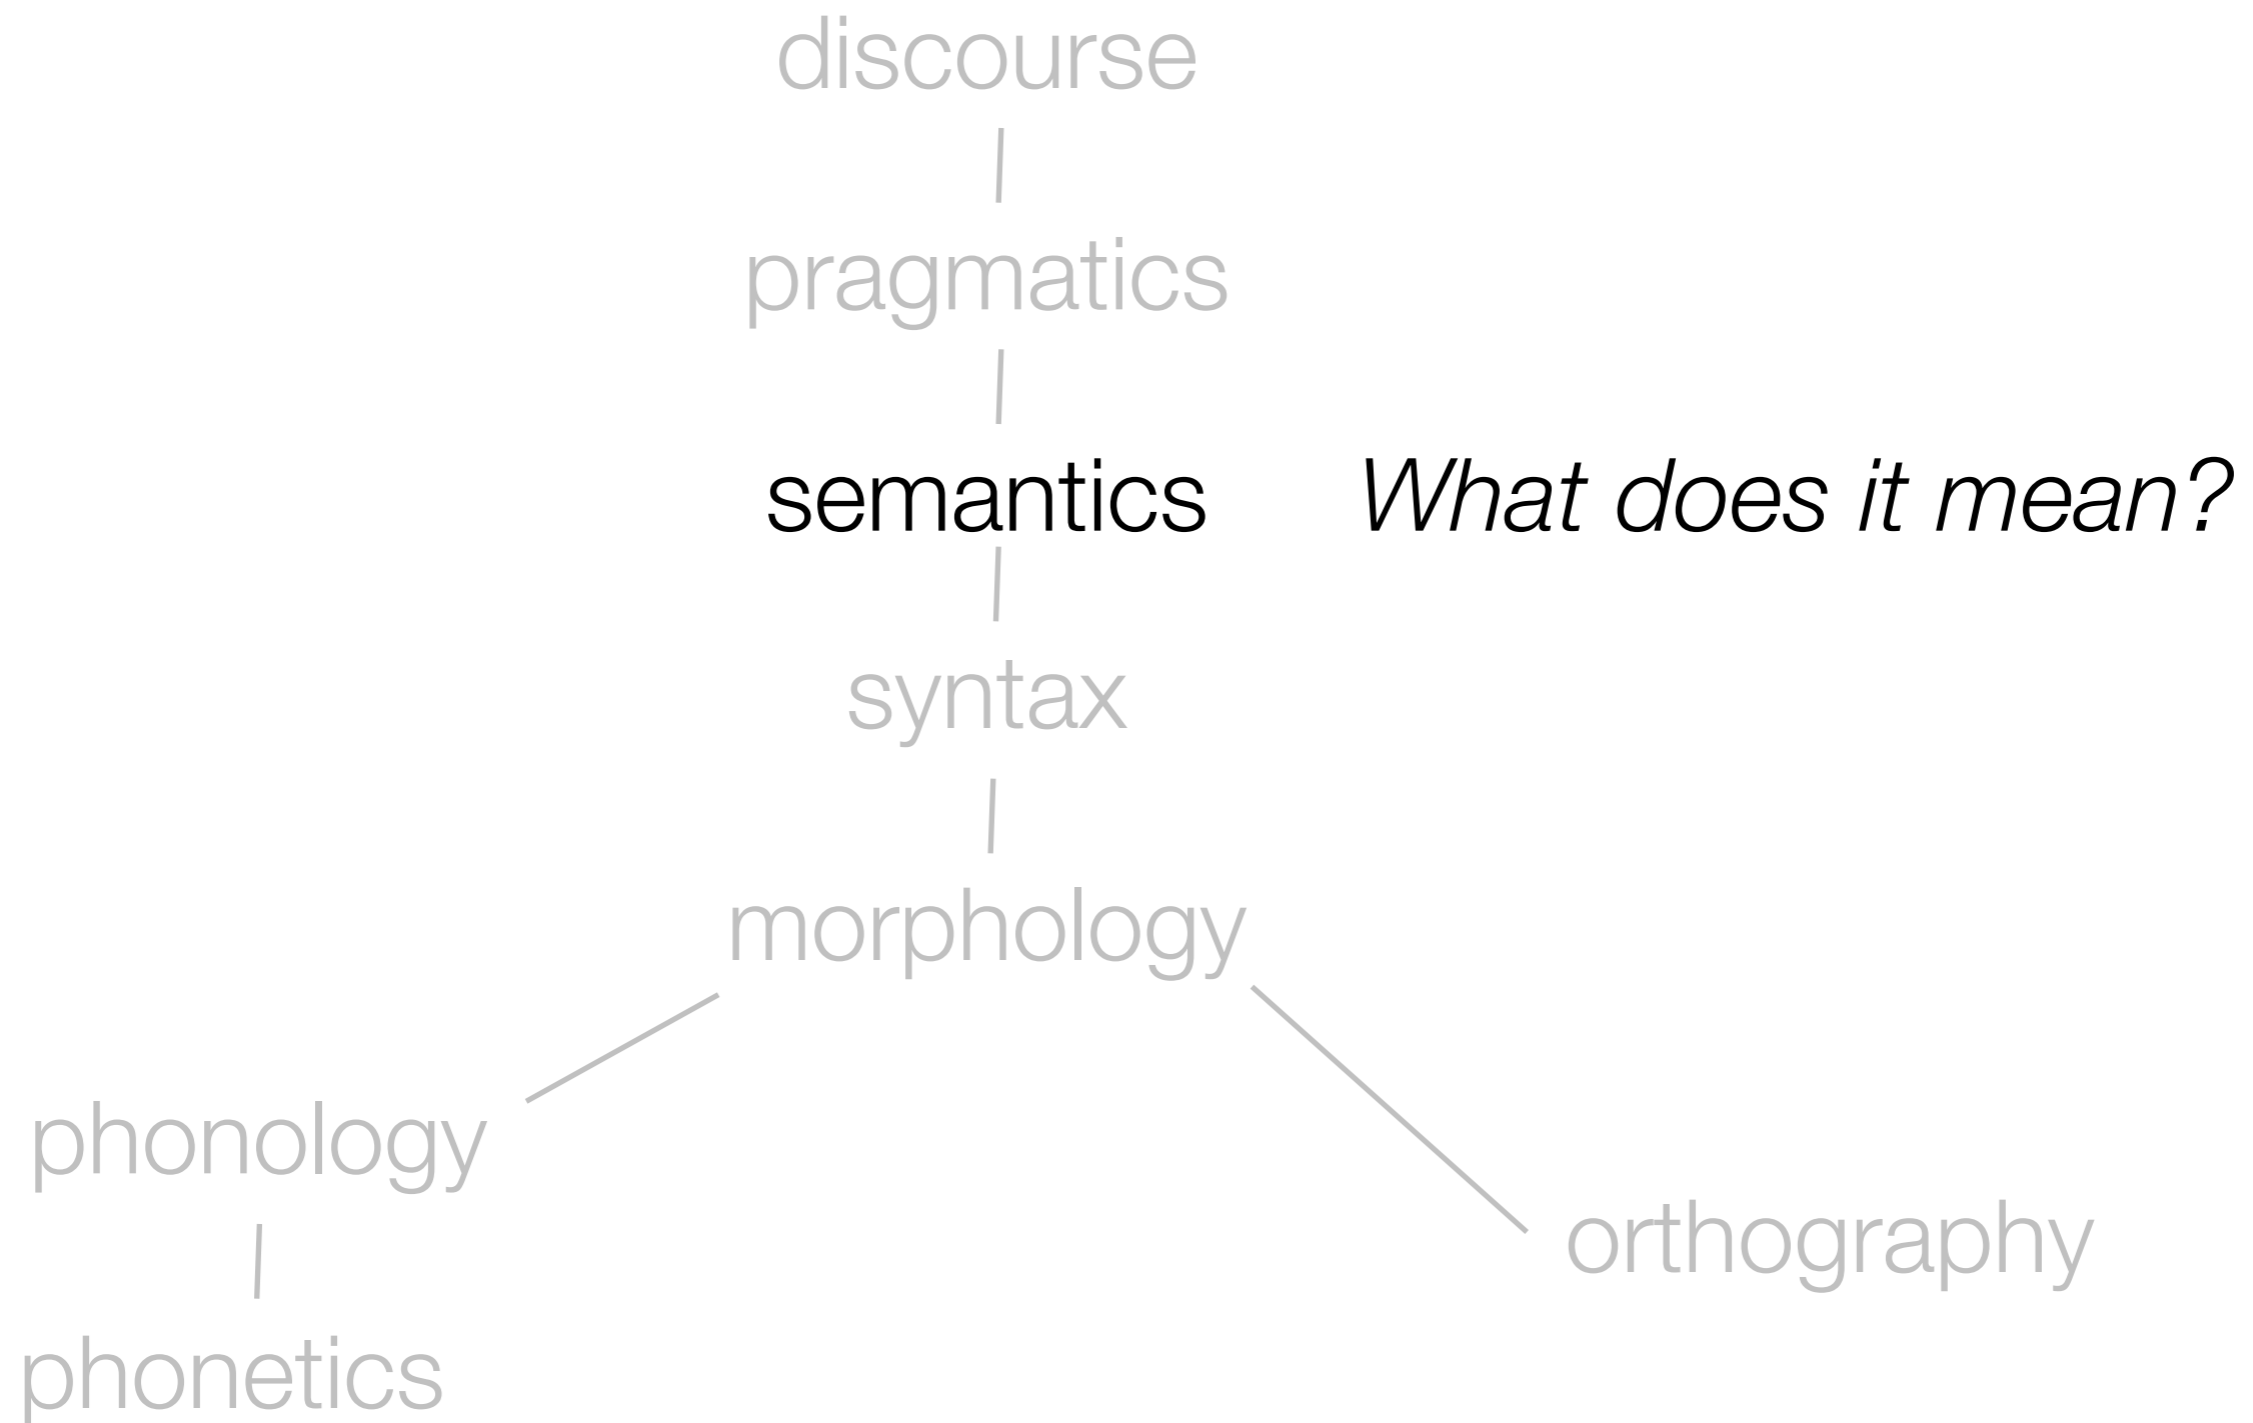 discourse
pragmatics
semantics What does it mean?
syntax
morphology
phonology
orthography
phonetics